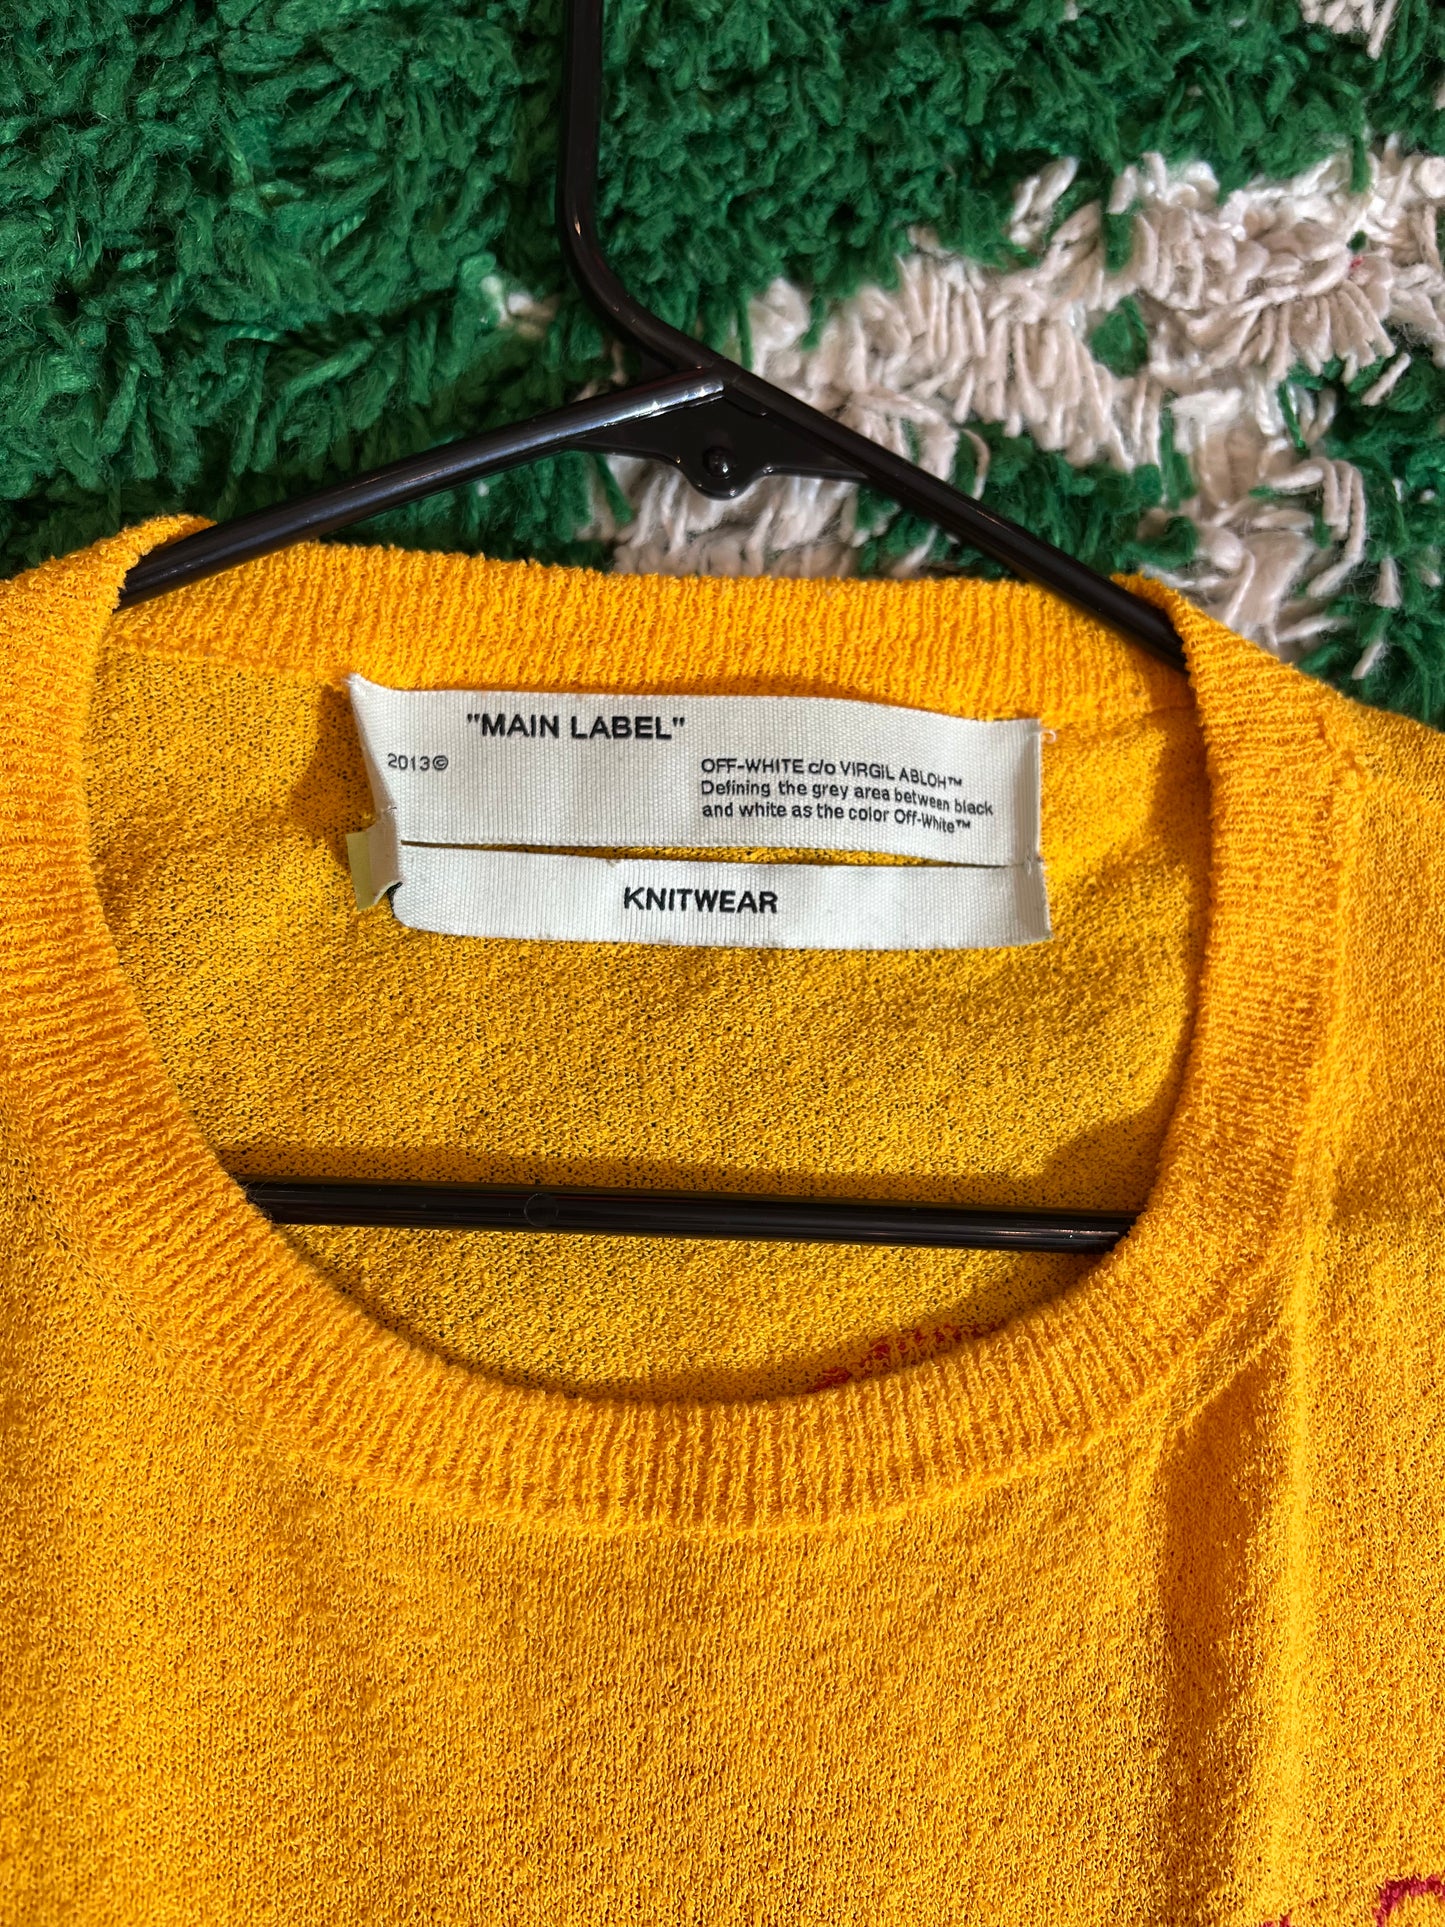 "MAIN LABEL"
2013©
OFF-WHITE c/o VIRGIL ABLOH™
Defining the grey area between black
and white as the color Off-White™
KNITWEAR